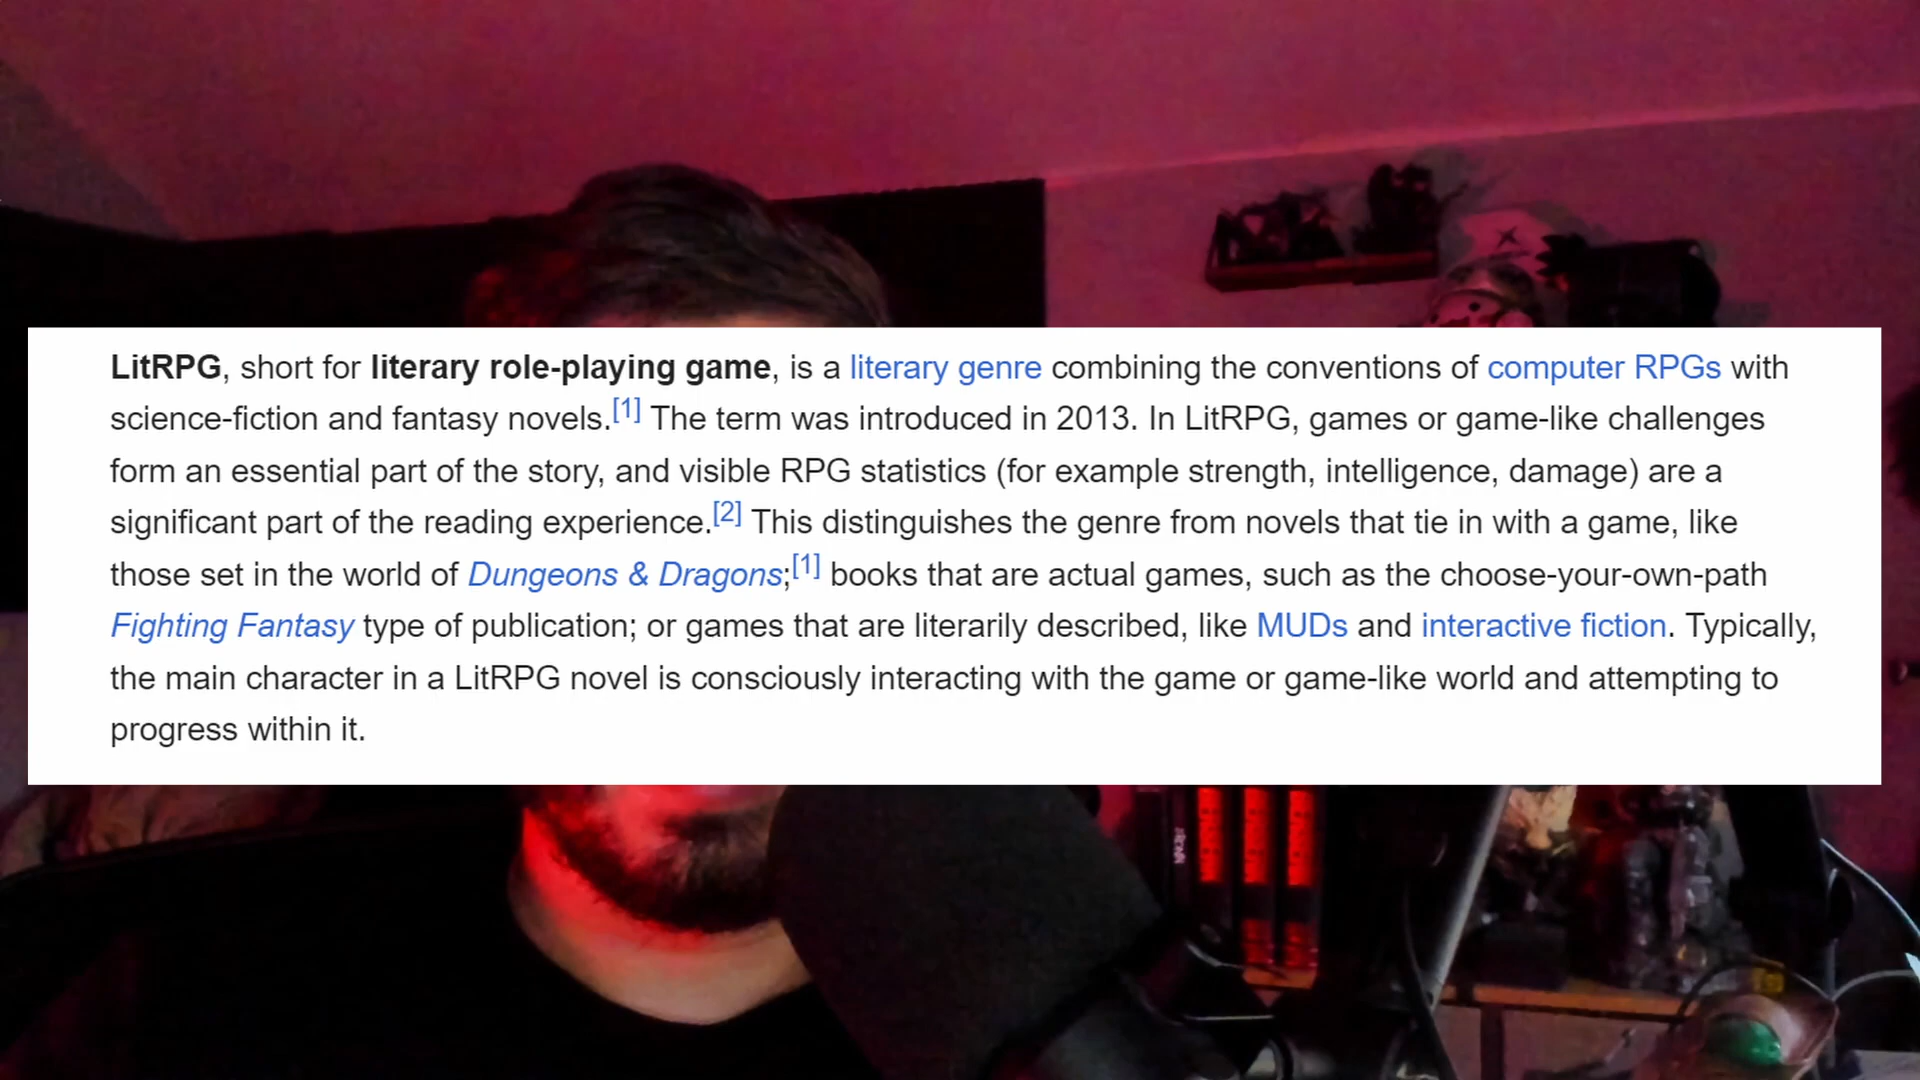 LitRPG, short for literary role-playing game, is a literary genre combining the conventions of computer RPGs with
science-fiction and fantasy novels.[1] The term was introduced in 2013. In LitRPG, games or game-like challenges
form an essential part of the story, and visible RPG statistics (for example strength, intelligence, damage) are a
significant part of the reading experience.[2] This distinguishes the genre from novels that tie in with a game, like
those set in the world of Dungeons & Dragons;[1] books that are actual games, such as the choose-your-own-path
Fighting Fantasy type of publication; or games that are literarily described, like MUDs and interactive fiction. Typically,
the main character in a LitRPG novel is consciously interacting with the game or game-like world and attempting to
progress within it.